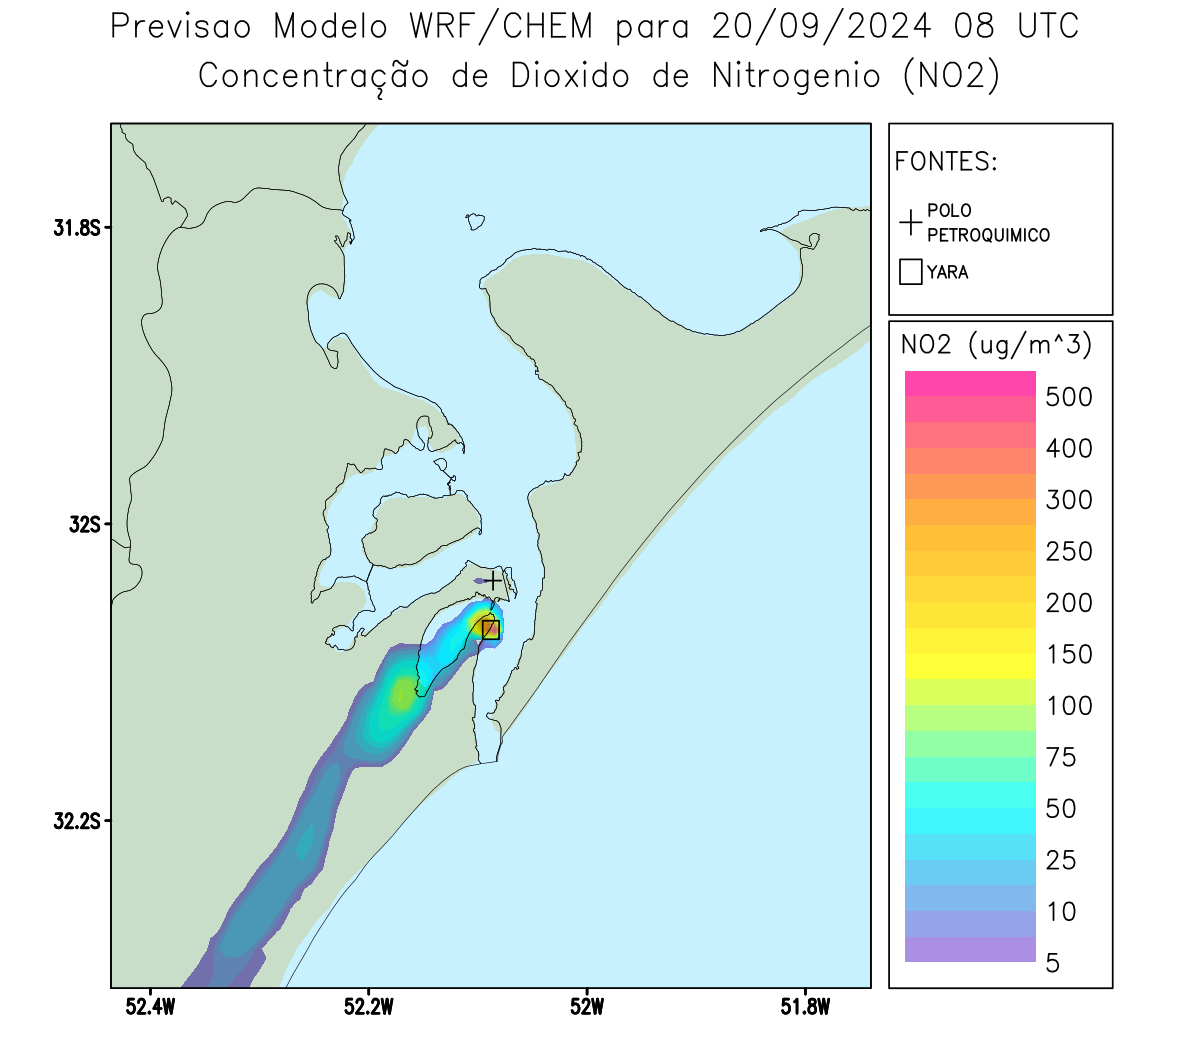 Previsao Modelo WRF/CHEM para 20/09/2024 08 UTC
Concentração de Dioxido de Nitrogenio (NO2)
FONTES:
POLO
PETROQUIMICO
YARA
NO2 (ug/m^3)
500
400
300
250
200
150
100
75
50
25
10
5
31.8S
32S
32.2S
52.4W
52.2W
52W
51.8W